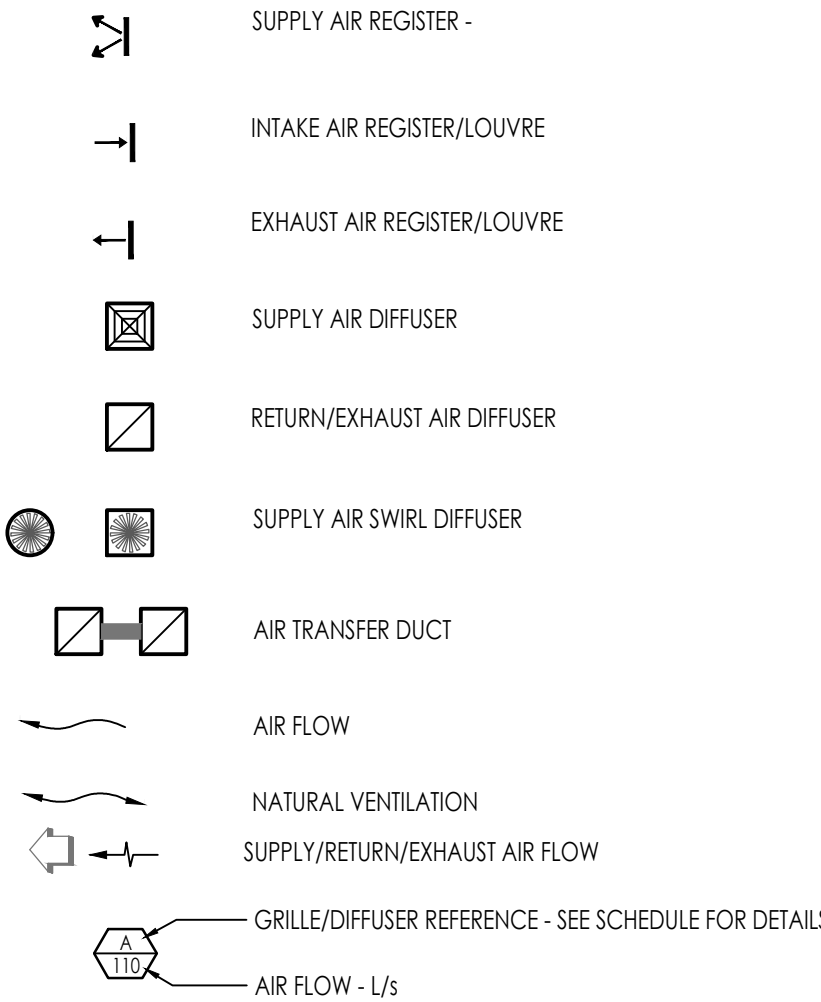 SUPPLY AIR REGISTER -
INTAKE AIR REGISTER/LOUVRE
EXHAUST AIR REGISTER/LOUVRE
SUPPLY AIR DIFFUSER
RETURN/EXHAUST AIR DIFFUSER
SUPPLY AIR SWIRL DIFFUSER
AIR TRANSFER DUCT
AIR FLOW
NATURAL VENTILATION
SUPPLY/RETURN/EXHAUST AIR FLOW
GRILLE/DIFFUSER REFERENCE - SEE SCHEDULE FOR DETAILS
A
110
AIR FLOW - L/s